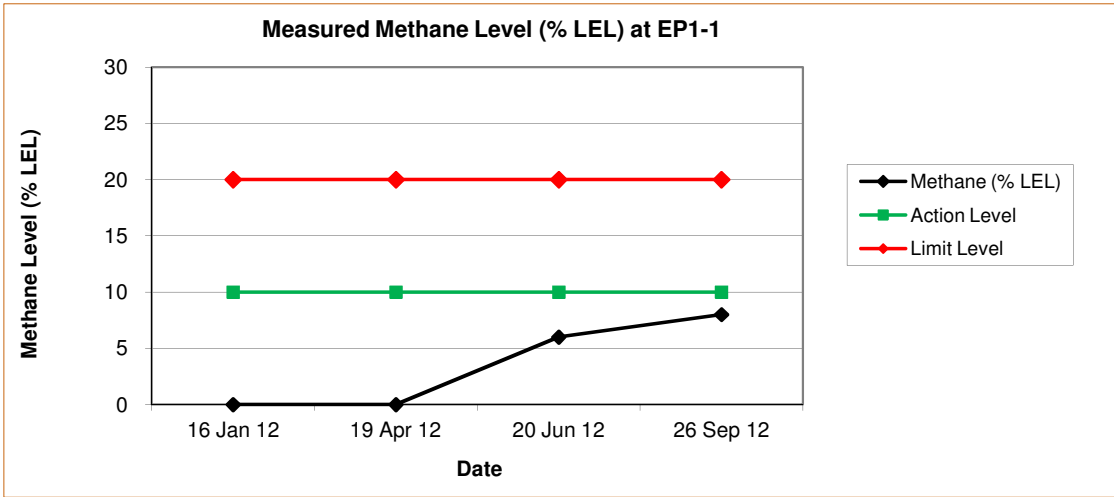 Measured Methane Level (% LEL) at EP1-1
Methane Level (% LEL)
30
25
20
15
10
5
0
16 Jan 12 19 Apr 12 20 Jun 12 26 Sep 12
Date
Methane (% LEL)
Action Level
Limit Level